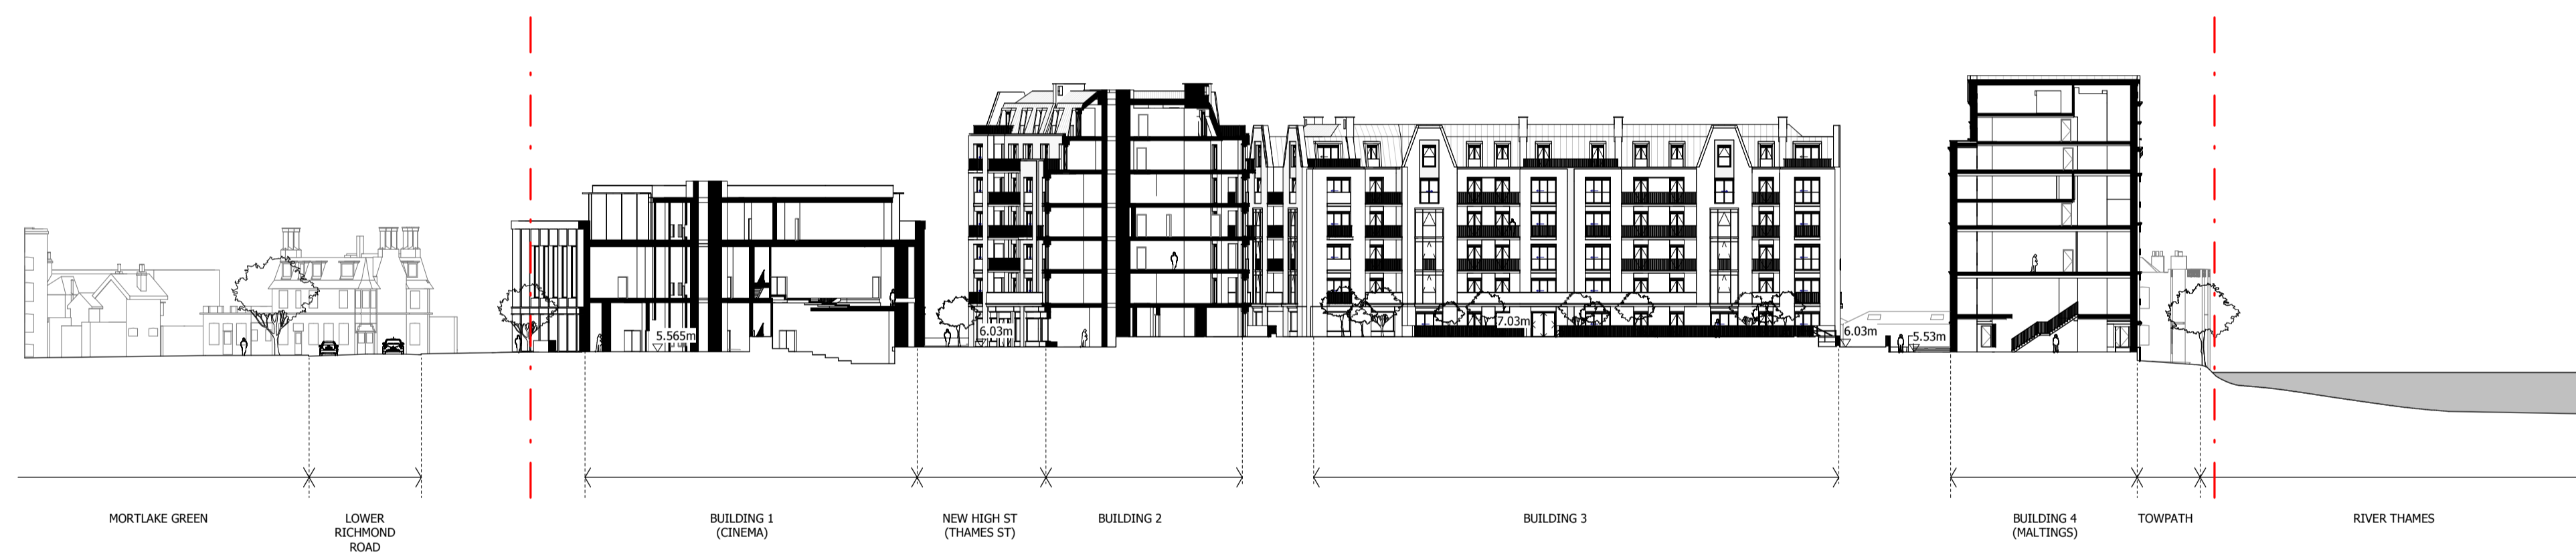 5.565m
6.03m
7.03m
6.03m
5.53m
MORTLAKE GREEN
LOWER
RICHMOND
ROAD
BUILDING 1
(CINEMA)
NEW HIGH ST
(THAMES ST)
BUILDING 2
BUILDING 3
BUILDING 4
(MALTINGS)
TOWPATH
RIVER THAMES